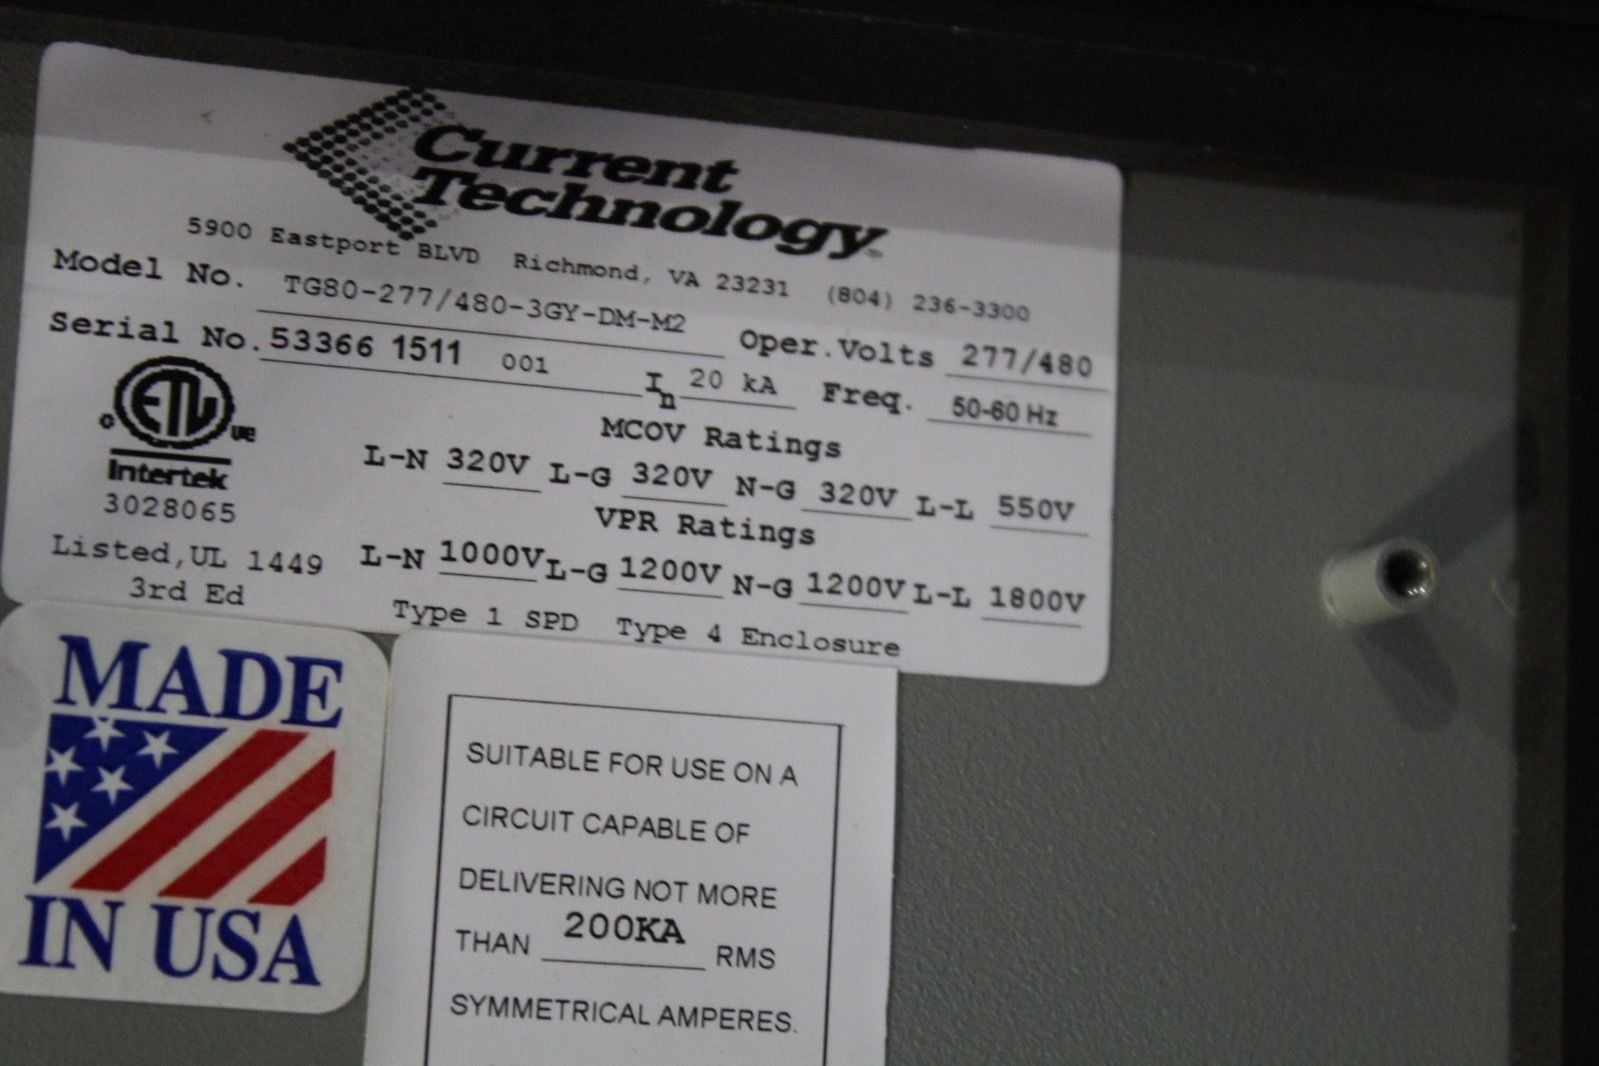 Current
Technology
5900 Eastport BLVD Richmond, VA 23231 (804) 236-3300
Model No. TG80-277/480-3GY-DM-M2 Oper.Volts 277/480
Serial No. 53366 1511 001 In 20 kA Freq. 50-60 Hz
MCOV Ratings
L-N 320V L-G 320V N-G 320V L-L 550V
VPR Ratings
L-N 1000V L-G 1200V N-G 1200V L-L 1800V
Type 1 SPD Type 4 Enclosure
C ETL US
Intertek
3028065
Listed,UL 1449
3rd Ed
MADE
IN USA
SUITABLE FOR USE ON A
CIRCUIT CAPABLE OF
DELIVERING NOT MORE
THAN 200KA RMS
SYMMETRICAL AMPERES.